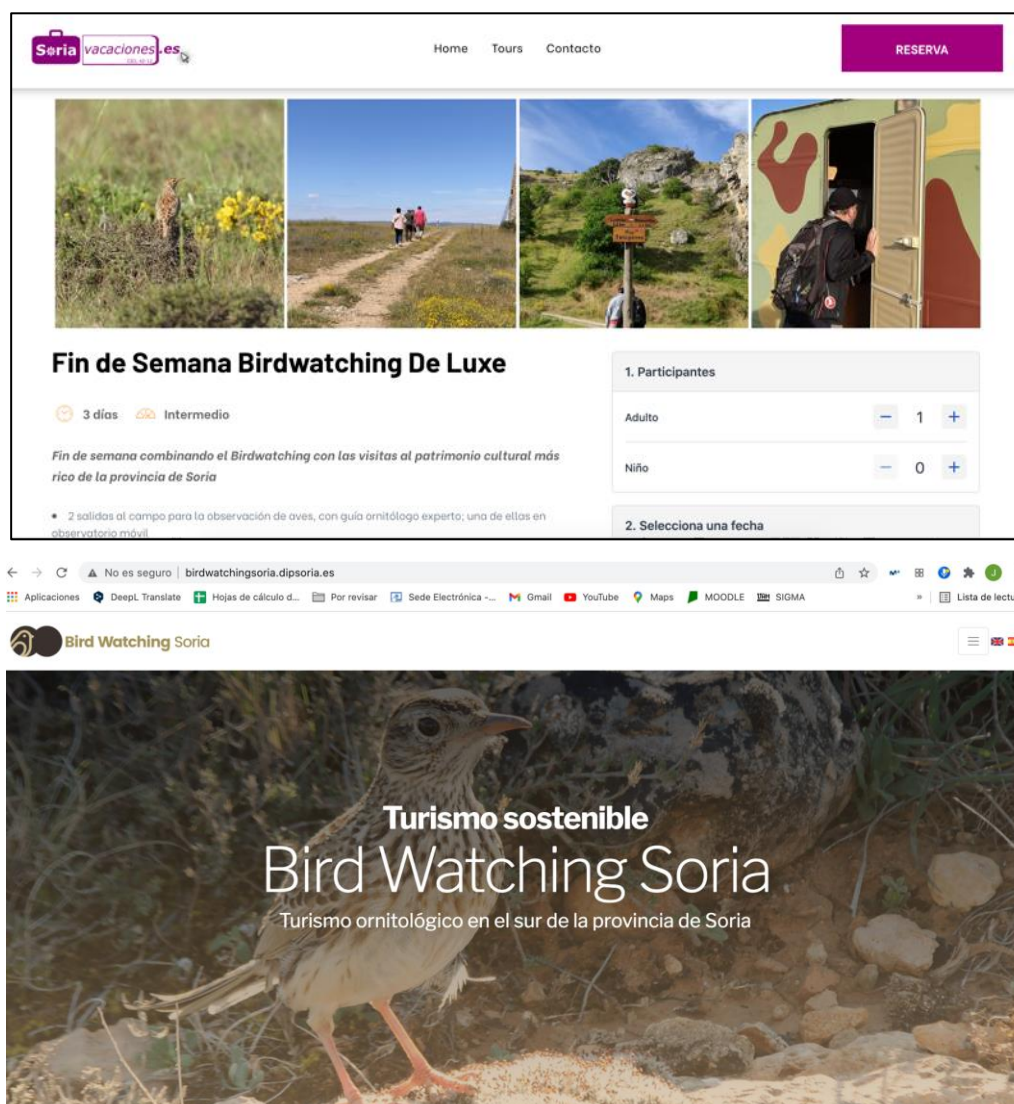 Soria vacaciones.es
Home Tours Contacto
RESERVA
Fin de Semana Birdwatching De Luxe
3 días Intermedio
Fin de semana combinando el Birdwatching con las visitas al patrimonio cultural más
rico de la provincia de Soria
• 2 salidas al campo para la observación de aves, con guía ornitólogo experto; una de ellas en
observatorio móvil
1. Participantes
Adulto − 1 +
Niño − 0 +
2. Selecciona una fecha
No es seguro | birdwatchingsoria.dipsoria.es
Aplicaciones DeepL Translate Hojas de cálculo d... Por revisar Sede Electrónica -... Gmail YouTube Maps MOODLE SIGMA » Lista de lectu
Bird Watching Soria
Turismo sostenible
Bird Watching Soria
Turismo ornitológico en el sur de la provincia de Soria